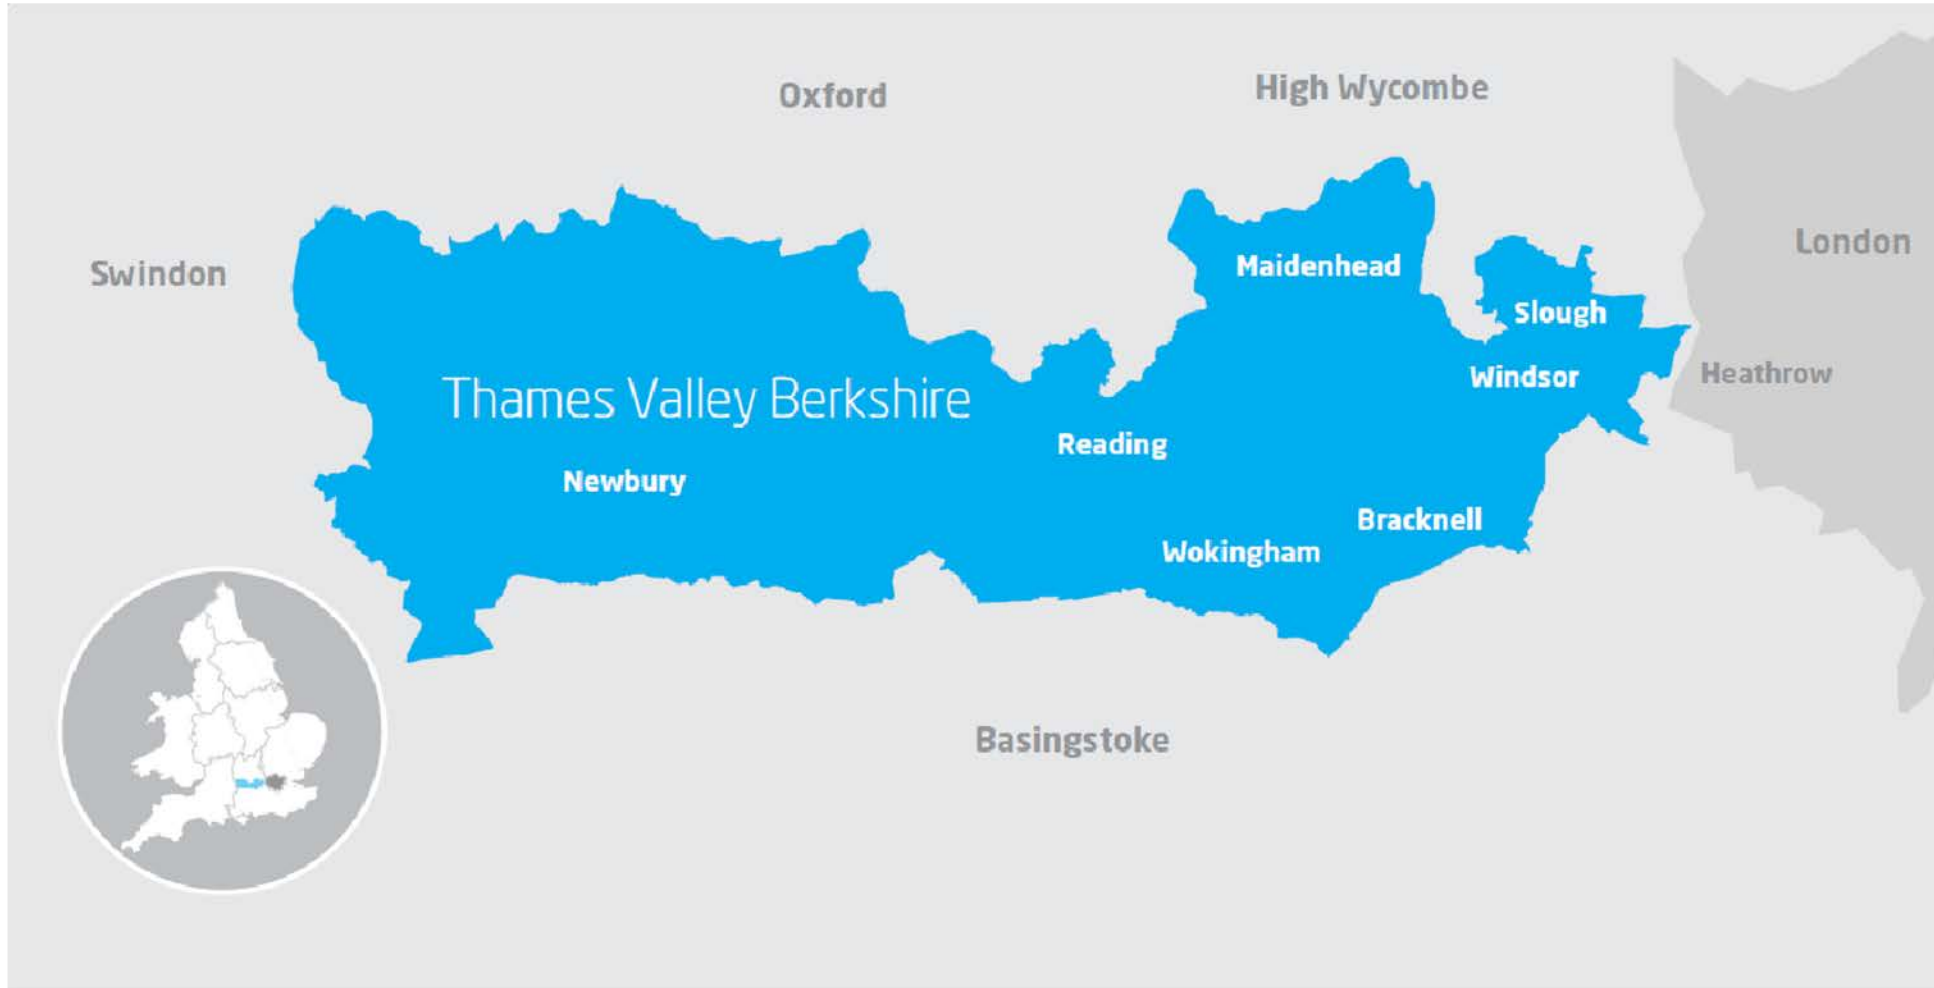 High Wycombe
Oxford
London
Maidenhead
Swindon
Slough
Heathrow
Windsor
Thames Valley Berkshire
Reading
Newbury
Bracknell
Wokingham
Basingstoke